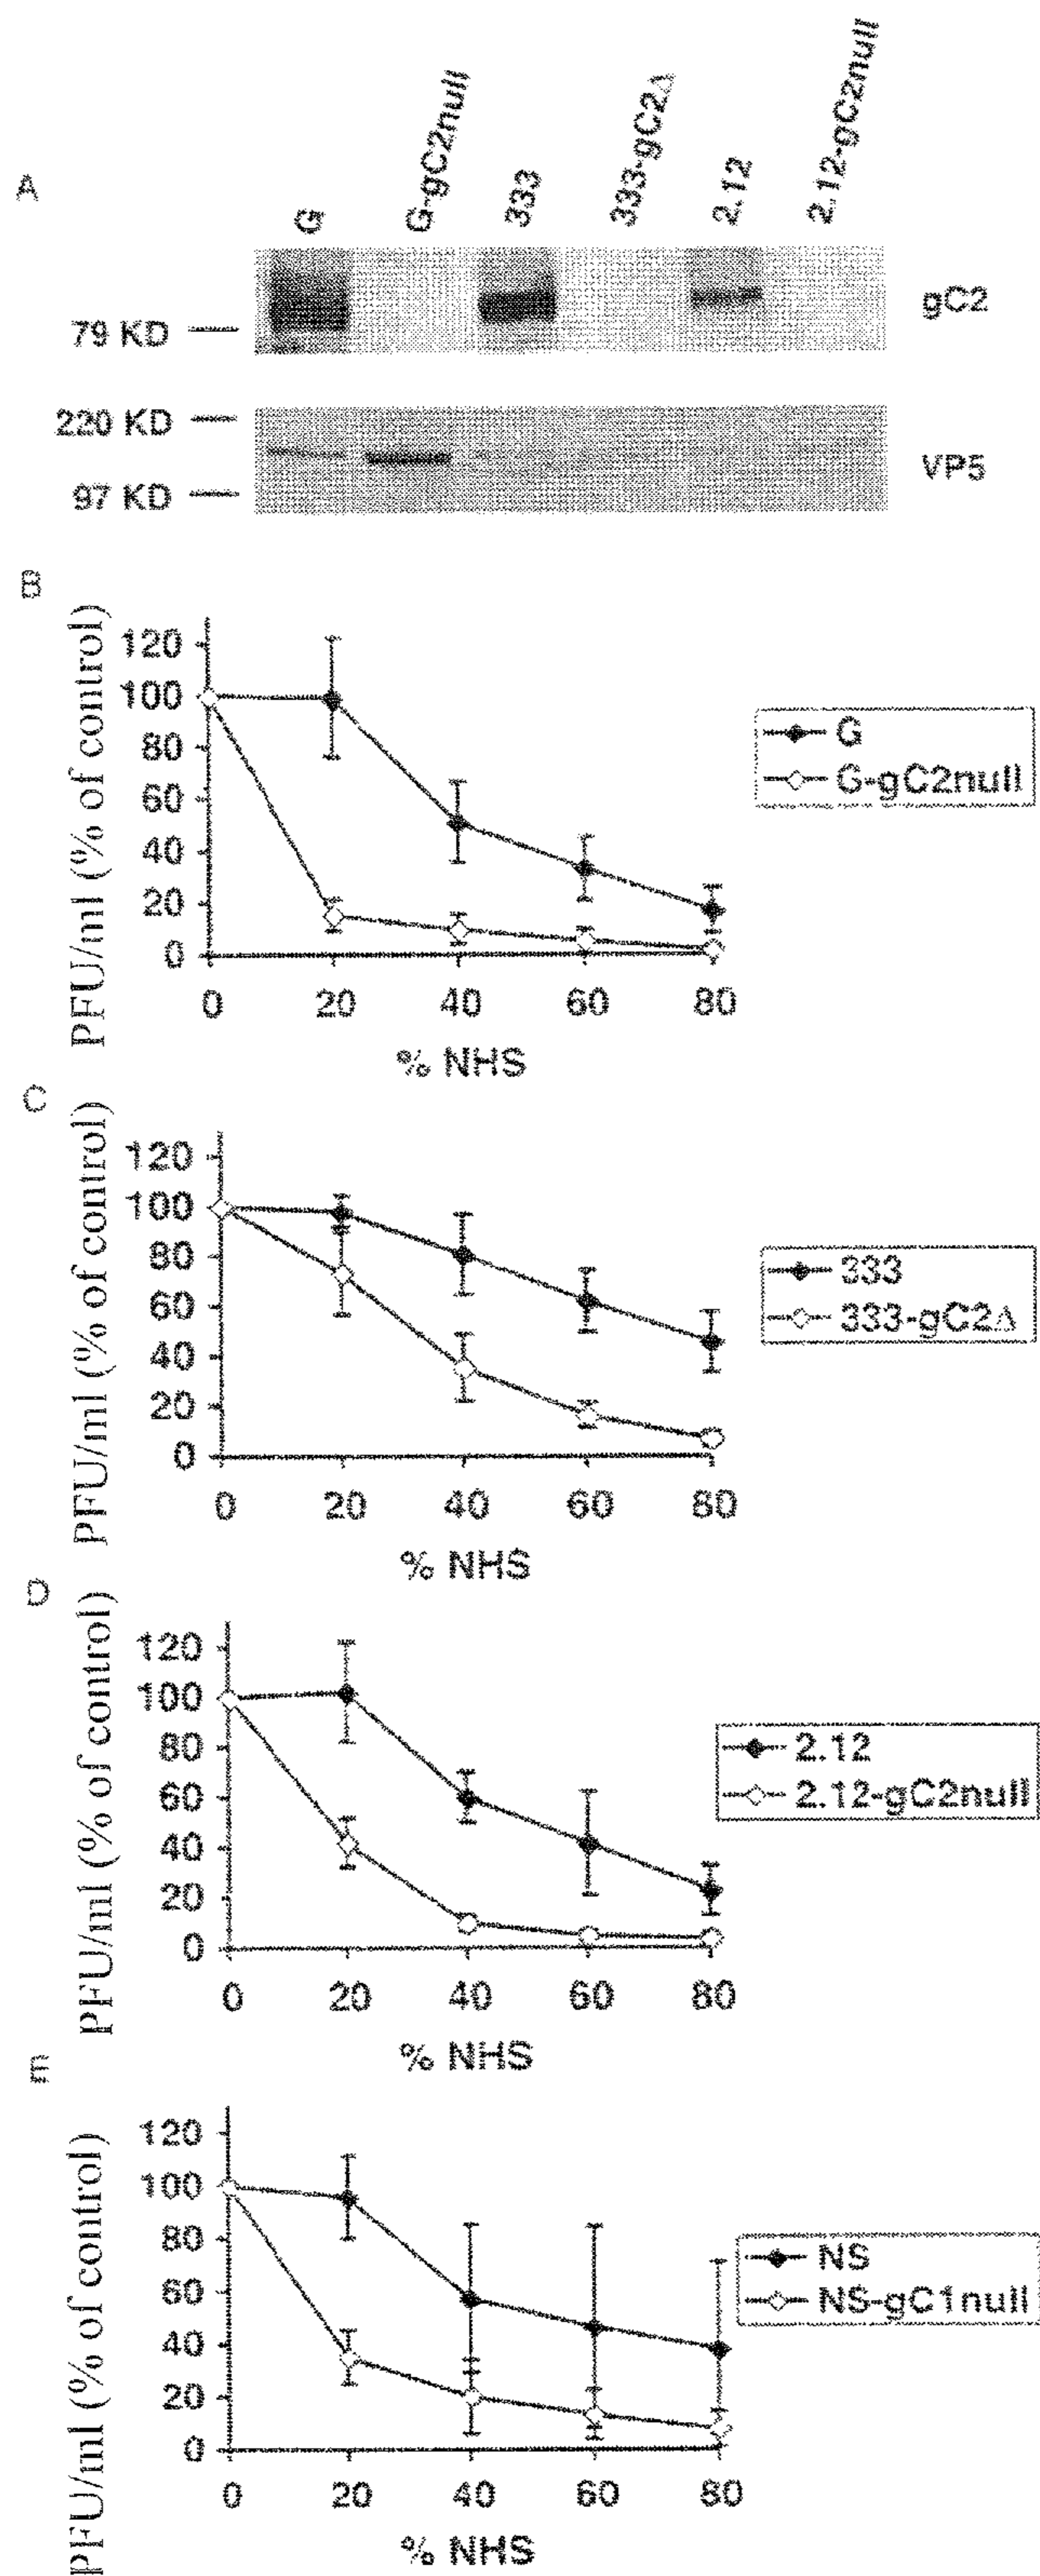 A
G
G-gC2null
333
333-gC2Δ
2.12
2.12-gC2null
79 KD
gC2
220 KD
97 KD
VP5
B
PFU/ml (% of control)
120
100
80
60
40
20
0
0 20 40 60 80
% NHS
G
G-gC2null
C
PFU/ml (% of control)
120
100
80
60
40
20
0
0 20 40 60 80
% NHS
333
333-gC2Δ
D
PFU/ml (% of control)
120
100
80
60
40
20
0
0 20 40 60 80
% NHS
2.12
2.12-gC2null
E
PFU/ml (% of control)
120
100
80
60
40
20
0
0 20 40 60 80
% NHS
NS
NS-gC1null